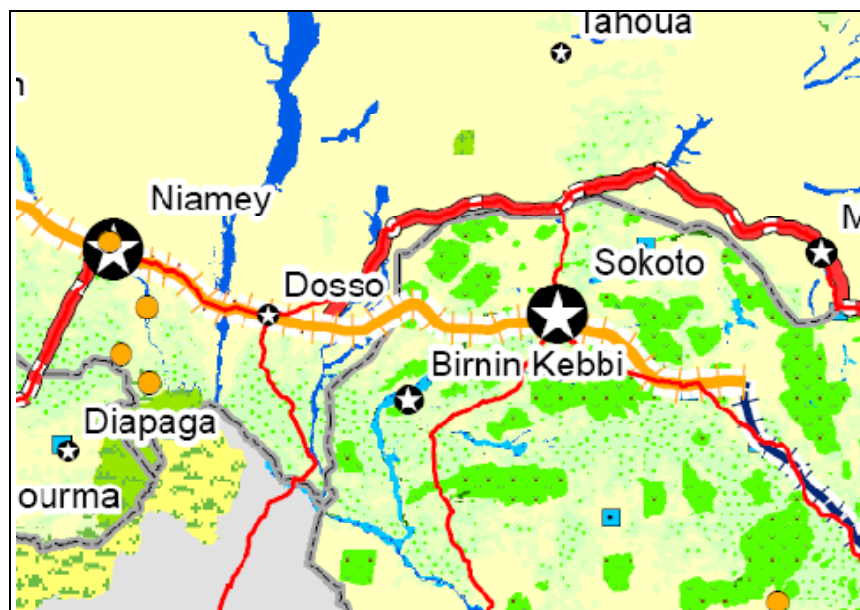 Tahoua
Niamey
M
Sokoto
Dosso
Birnin Kebbi
Diapaga
ourma